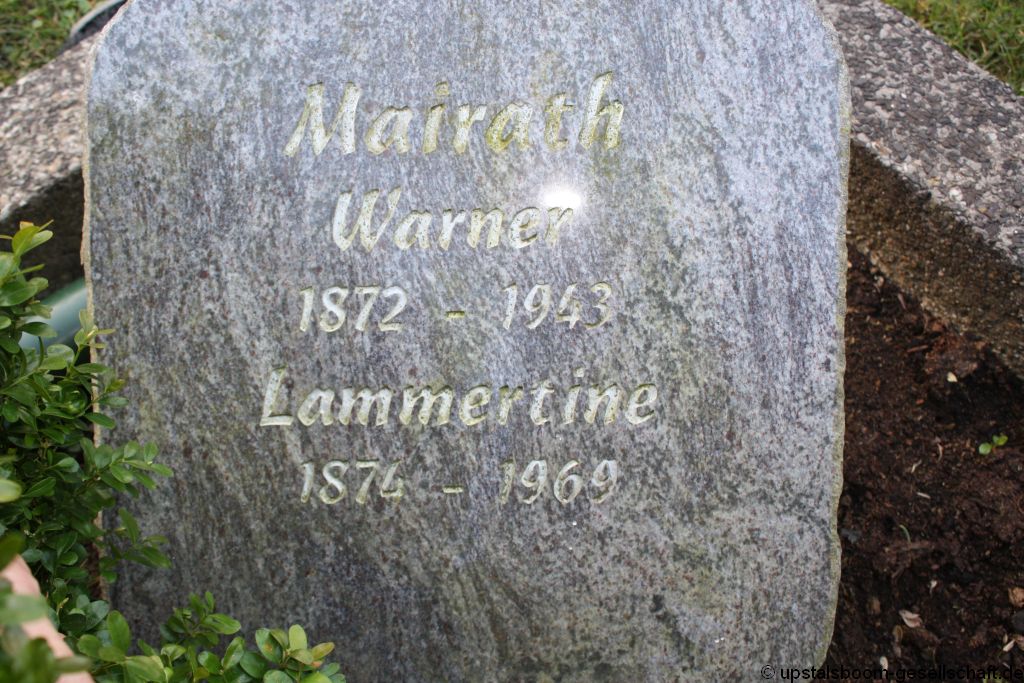 Mairath
Warner
1872 - 1943
Lammertine
1874 - 1969
© upstalsboom-gesellschaft.de